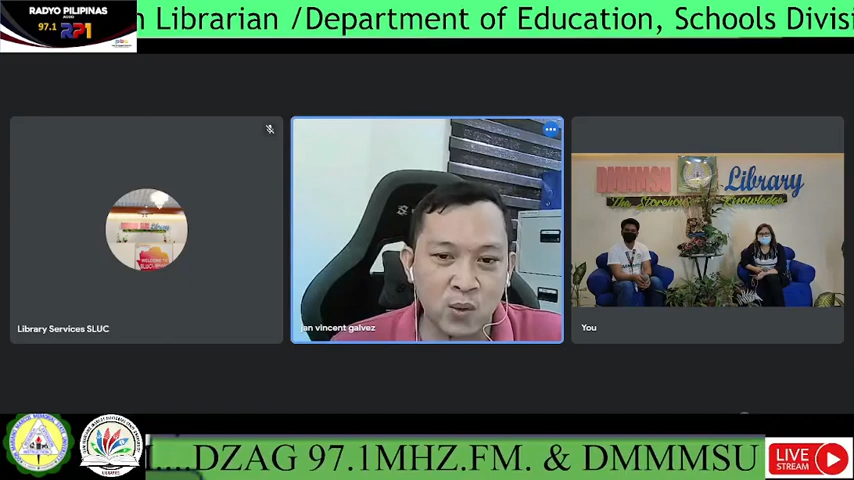 RADYO PILIPINAS
97.1 RP1
n Librarian /Department of Education, Schools Divisi
DMMMSU Library
The Storehouse of Knowledge
Library Services SLUC
jan vincent galvez
You
....DZAG 97.1MHZ.FM. & DMMMSU
LIVE
STREAM